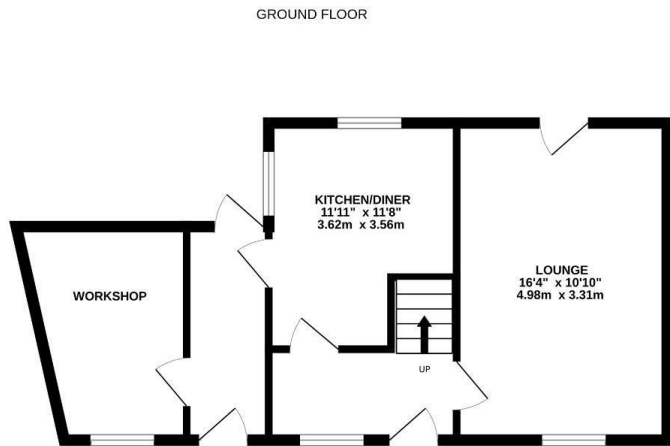 GROUND FLOOR
KITCHEN/DINER
11'11" x 11'8"
3.62m x 3.56m
LOUNGE
16'4" x 10'10"
4.98m x 3.31m
WORKSHOP
UP